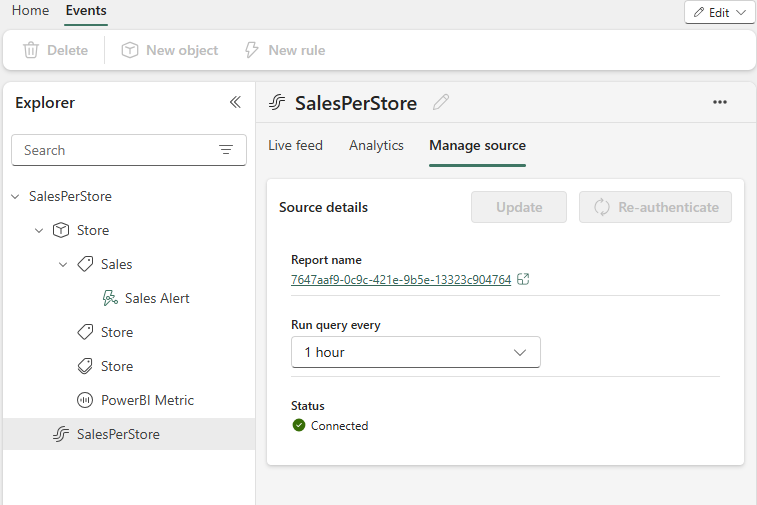 Home Events
Edit
Delete New object New rule
Explorer
Search
SalesPerStore
Store
Sales
Sales Alert
Store
Store
PowerBI Metric
SalesPerStore
SalesPerStore
Live feed Analytics Manage source
Source details Update Re-authenticate
Report name
7647aaf9-0c9c-421e-9b5e-13323c904764
Run query every
1 hour
Status
Connected